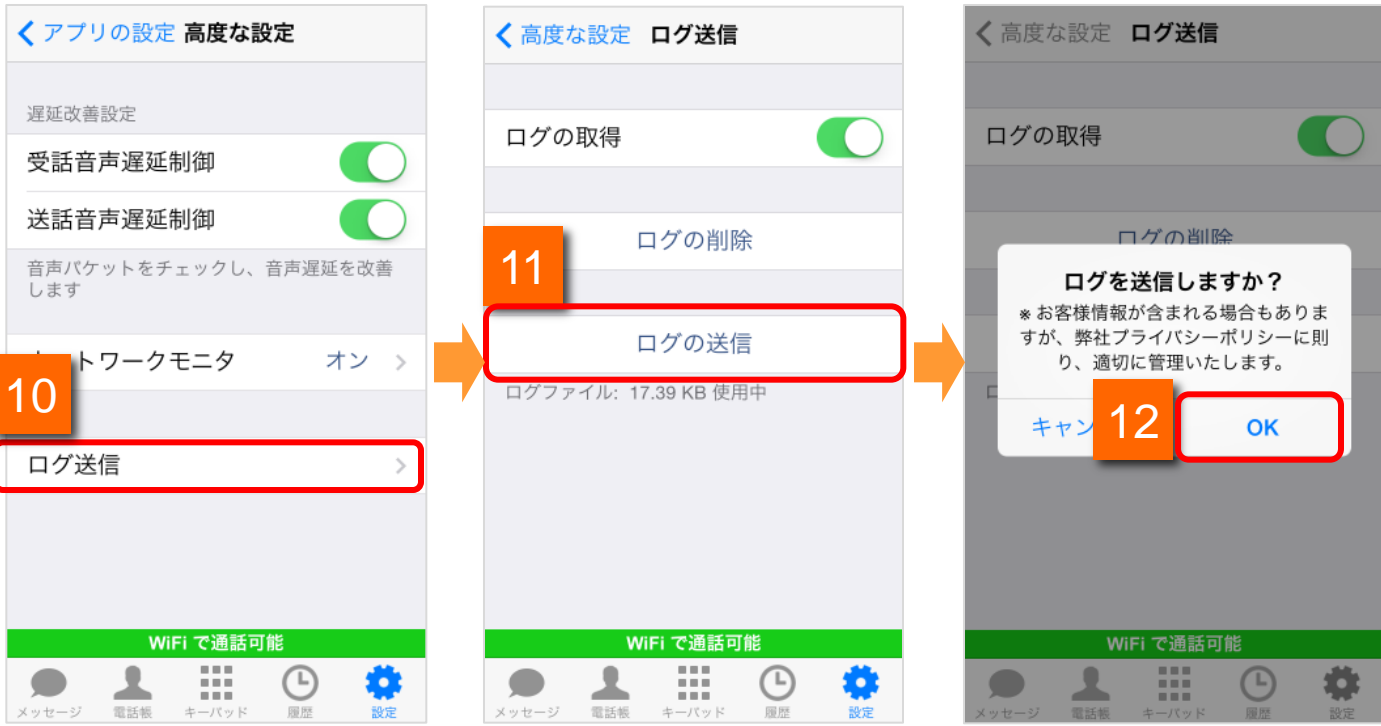 アプリの設定 高度な設定
遅延改善設定
受話音声遅延制御
送話音声遅延制御
音声パケットをチェックし、音声遅延を改善
します
10
トワークモニタ オン
ログ送信
WiFi で通話可能
メッセージ 電話帳 キーパッド 履歴 設定
高度な設定 ログ送信
ログの取得
ログの削除
11
ログの送信
ログファイル: 17.39 KB 使用中
WiFi で通話可能
メッセージ 電話帳 キーパッド 履歴 設定
高度な設定 ログ送信
ログの取得
ログの削除
ログを送信しますか？
※お客様情報が含まれる場合もありま
すが、弊社プライバシーポリシーに則
り、適切に管理いたします。
キャン 12 OK
WiFi で通話可能
メッセージ 電話帳 キーパッド 履歴 設定